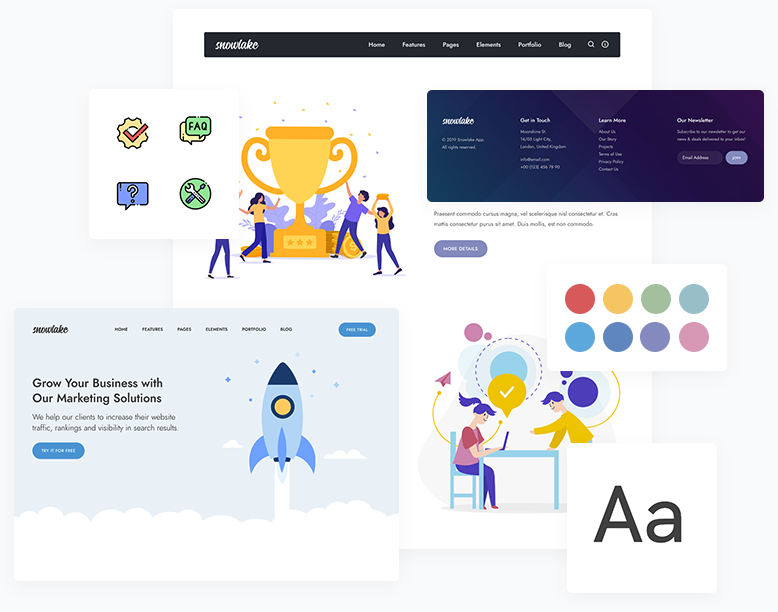 snowlake
Home Features Pages Elements Portfolio Blog
FAQ
?
snowlake
© 2019 Snowlake App.
All rights reserved.
Get in Touch
Moonshine St.
14/05 Light City,
London, United Kingdom
info@email.com
+00 (123) 456 78 90
Learn More
About Us
Our Story
Projects
Terms of Use
Privacy Policy
Contact Us
Our Newsletter
Subscribe to our newsletter to get our
news & deals delivered to your inbox!
Email Address JOIN
Praesent commodo cursus magna, vel scelerisque nisl consectetur et. Cras
mattis consectetur purus sit amet. Duis mollis, est non commodo.
MORE DETAILS
snowlake
HOME FEATURES PAGES ELEMENTS PORTFOLIO BLOG FREE TRIAL
Grow Your Business with
Our Marketing Solutions
We help our clients to increase their website
traffic, rankings and visibility in search results.
TRY IT FOR FREE
Aa